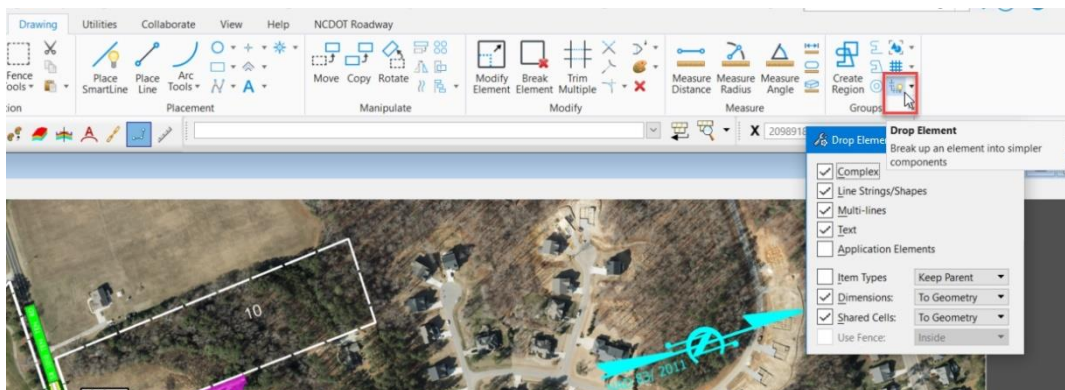 Drawing Utilities Collaborate View Help NCDOT Roadway
Fence
Tools
Place
SmartLine
Place
Line
Arc
Tools
Move Copy Rotate
Modify
Element
Break
Element
Trim
Multiple
Measure
Distance
Measure
Radius
Measure
Angle
Create
Region
Placement Manipulate Modify Measure Groups
X 2098918
Drop Element
Break up an element into simpler
components
Complex
Line Strings/Shapes
Multi-lines
Text
Application Elements
Item Types Keep Parent
Dimensions: To Geometry
Shared Cells: To Geometry
Use Fence: Inside
10
2011